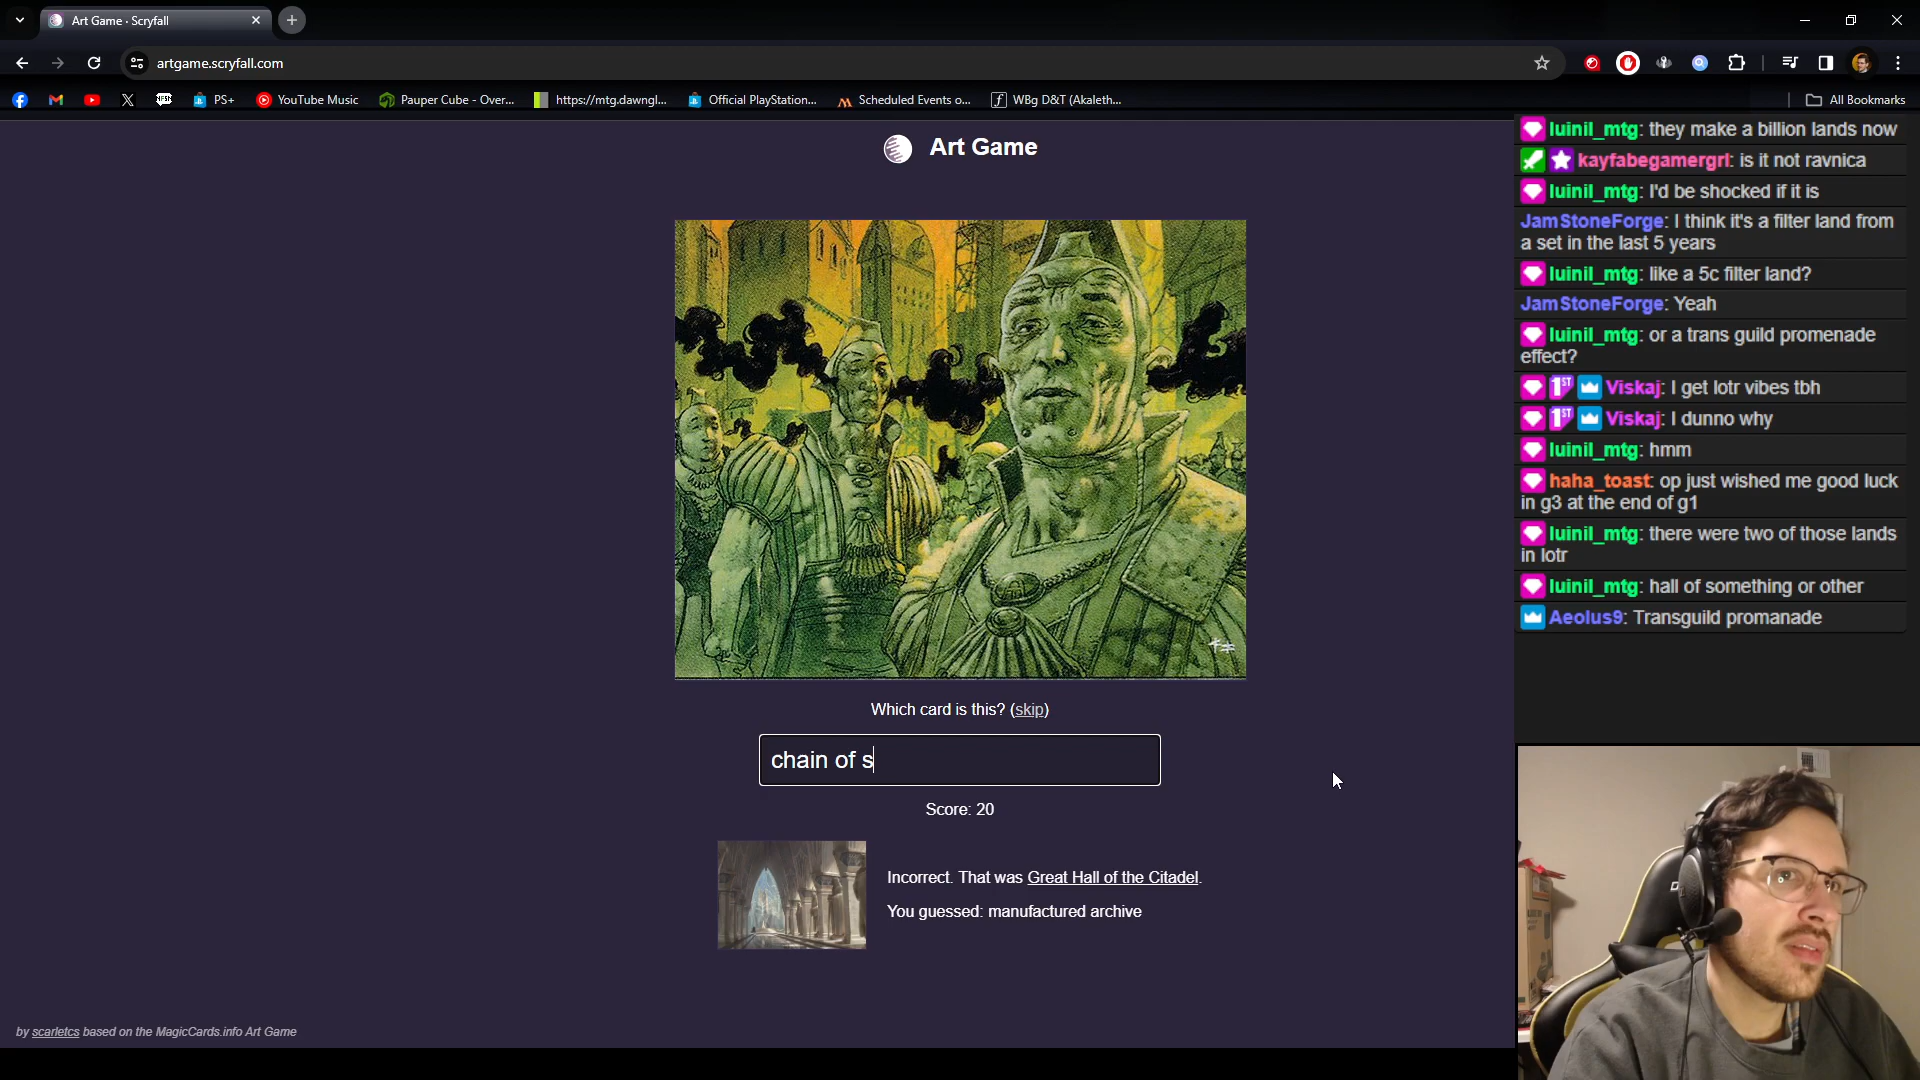 Art Game · Scryfall
artgame.scryfall.com
PS+
YouTube Music
Pauper Cube - Over...
https://mtg.dawngl...
Official PlayStation...
Scheduled Events o...
WBg D&T (Akaleth...
All Bookmarks
Art Game
Which card is this? (skip)
chain of s
Score: 20
Incorrect. That was Great Hall of the Citadel.
You guessed: manufactured archive
by scarletcs based on the MagicCards.info Art Game
luinil_mtg: they make a billion lands now
kayfabegamergrl: is it not ravnica
luinil_mtg: I'd be shocked if it is
JamStoneForge: I think it's a filter land from
a set in the last 5 years
luinil_mtg: like a 5c filter land?
JamStoneForge: Yeah
luinil_mtg: or a trans guild promenade
effect?
1ST Viskaj: I get lotr vibes tbh
1ST Viskaj: I dunno why
luinil_mtg: hmm
haha_toast: op just wished me good luck
in g3 at the end of g1
luinil_mtg: there were two of those lands
in lotr
luinil_mtg: hall of something or other
Aeolus9: Transguild promanade